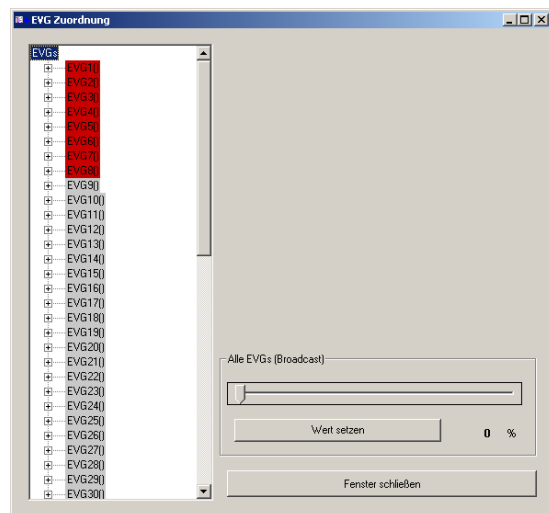 EVG Zuordnung
EVGs
EVG1()
EVG2()
EVG3()
EVG4()
EVG5()
EVG6()
EVG7()
EVG8()
EVG9()
EVG10()
EVG11()
EVG12()
EVG13()
EVG14()
EVG15()
EVG16()
EVG17()
EVG18()
EVG19()
EVG20()
EVG21()
EVG22()
EVG23()
EVG24()
EVG25()
EVG26()
EVG27()
EVG28()
EVG29()
EVG30()
Alle EVGs (Broadcast)
Wert setzen
0 %
Fenster schließen